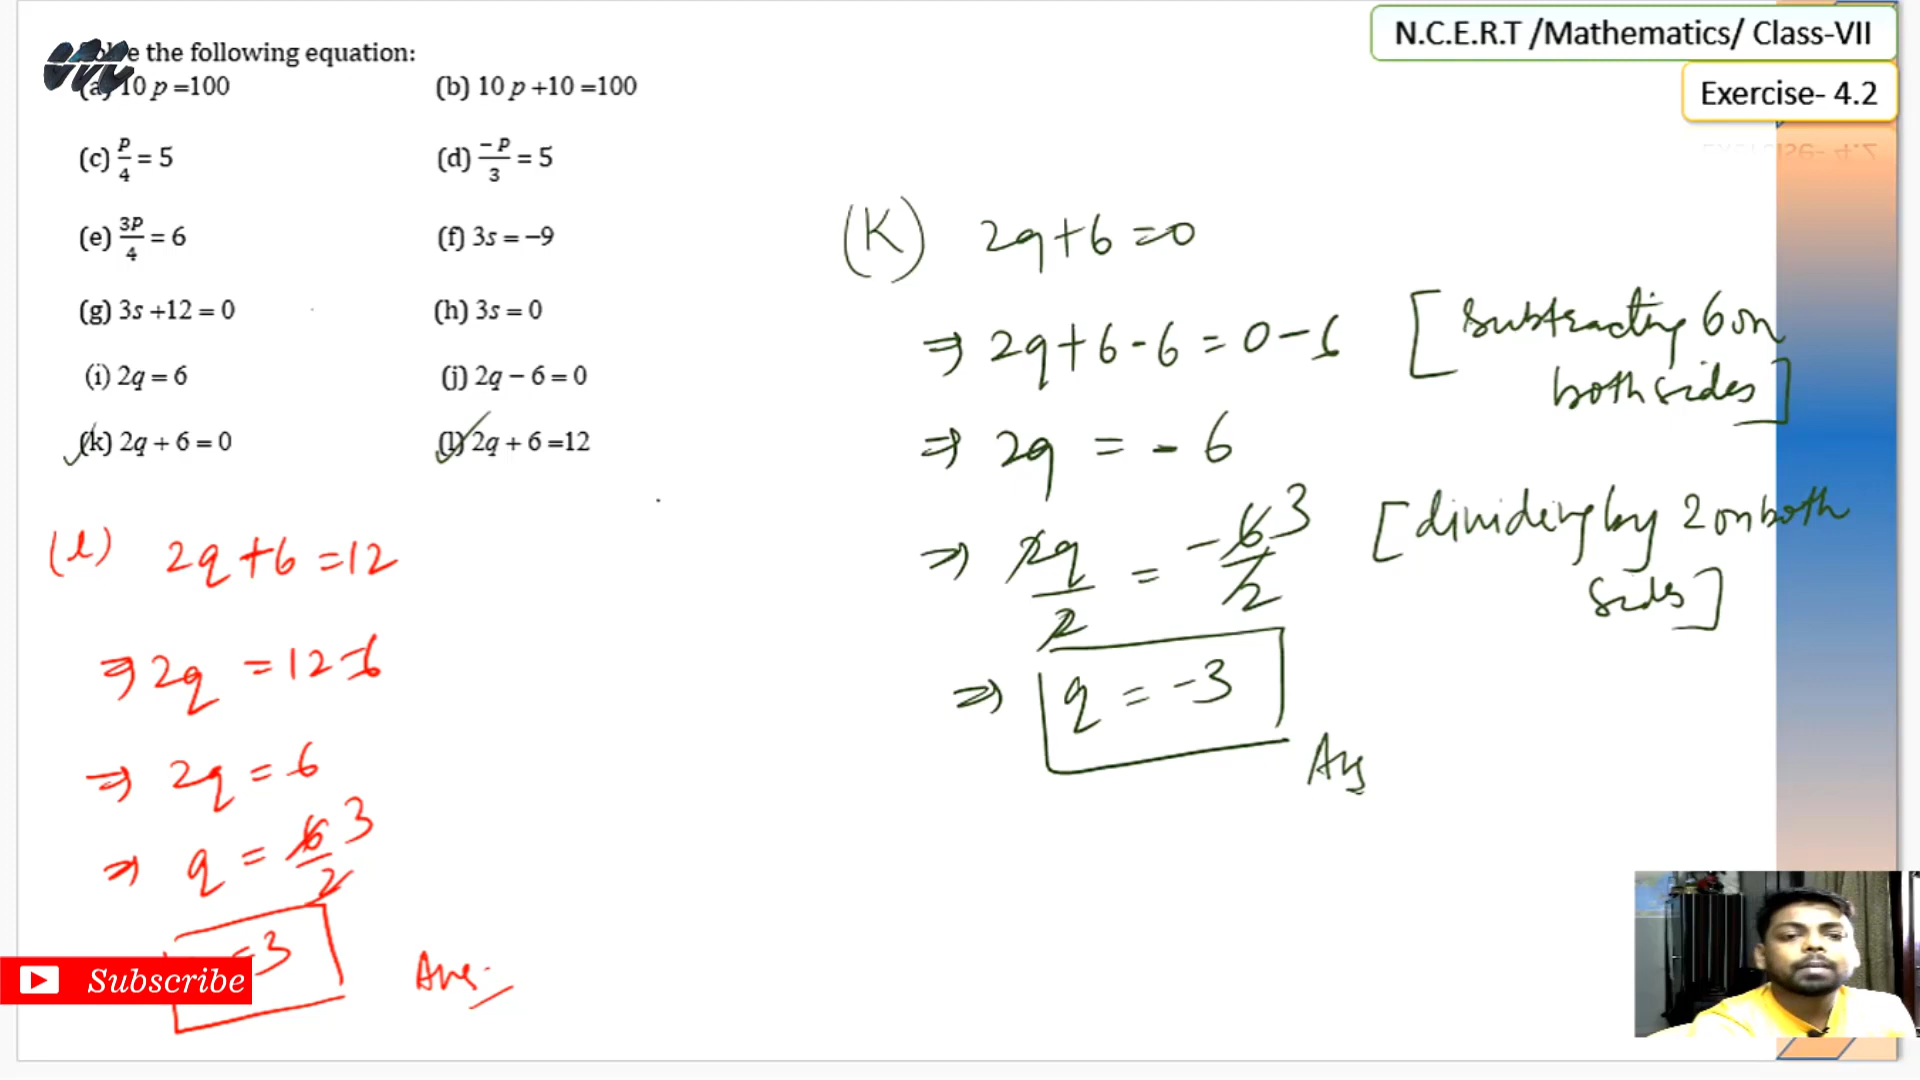 N.C.E.R.T /Mathematics/ Class-VII
Exercise- 4.2
the following equation:
(a) 10 p =100
(b) 10 p +10 =100
(c) P/4 = 5
(d) −P/3 = 5
(e) 3P/4 = 6
(f) 3s = −9
(g) 3s +12 = 0
(h) 3s = 0
(i) 2q = 6
(j) 2q − 6 = 0
(k) 2q + 6 = 0
(l) 2q + 6 =12
(K) 2q+6=0
⇒ 2q+6-6=0-6 [subtracting 6 on
both sides]
⇒ 2q = -6
⇒ 2q/2 = -6/2 3 [dividing by 2 on both
sides]
⇒ q = -3
Ans
(l) 2q+6=12
⇒ 2q = 12-6
⇒ 2q = 6
⇒ q = 6/2 3
=3
Ans
Subscribe